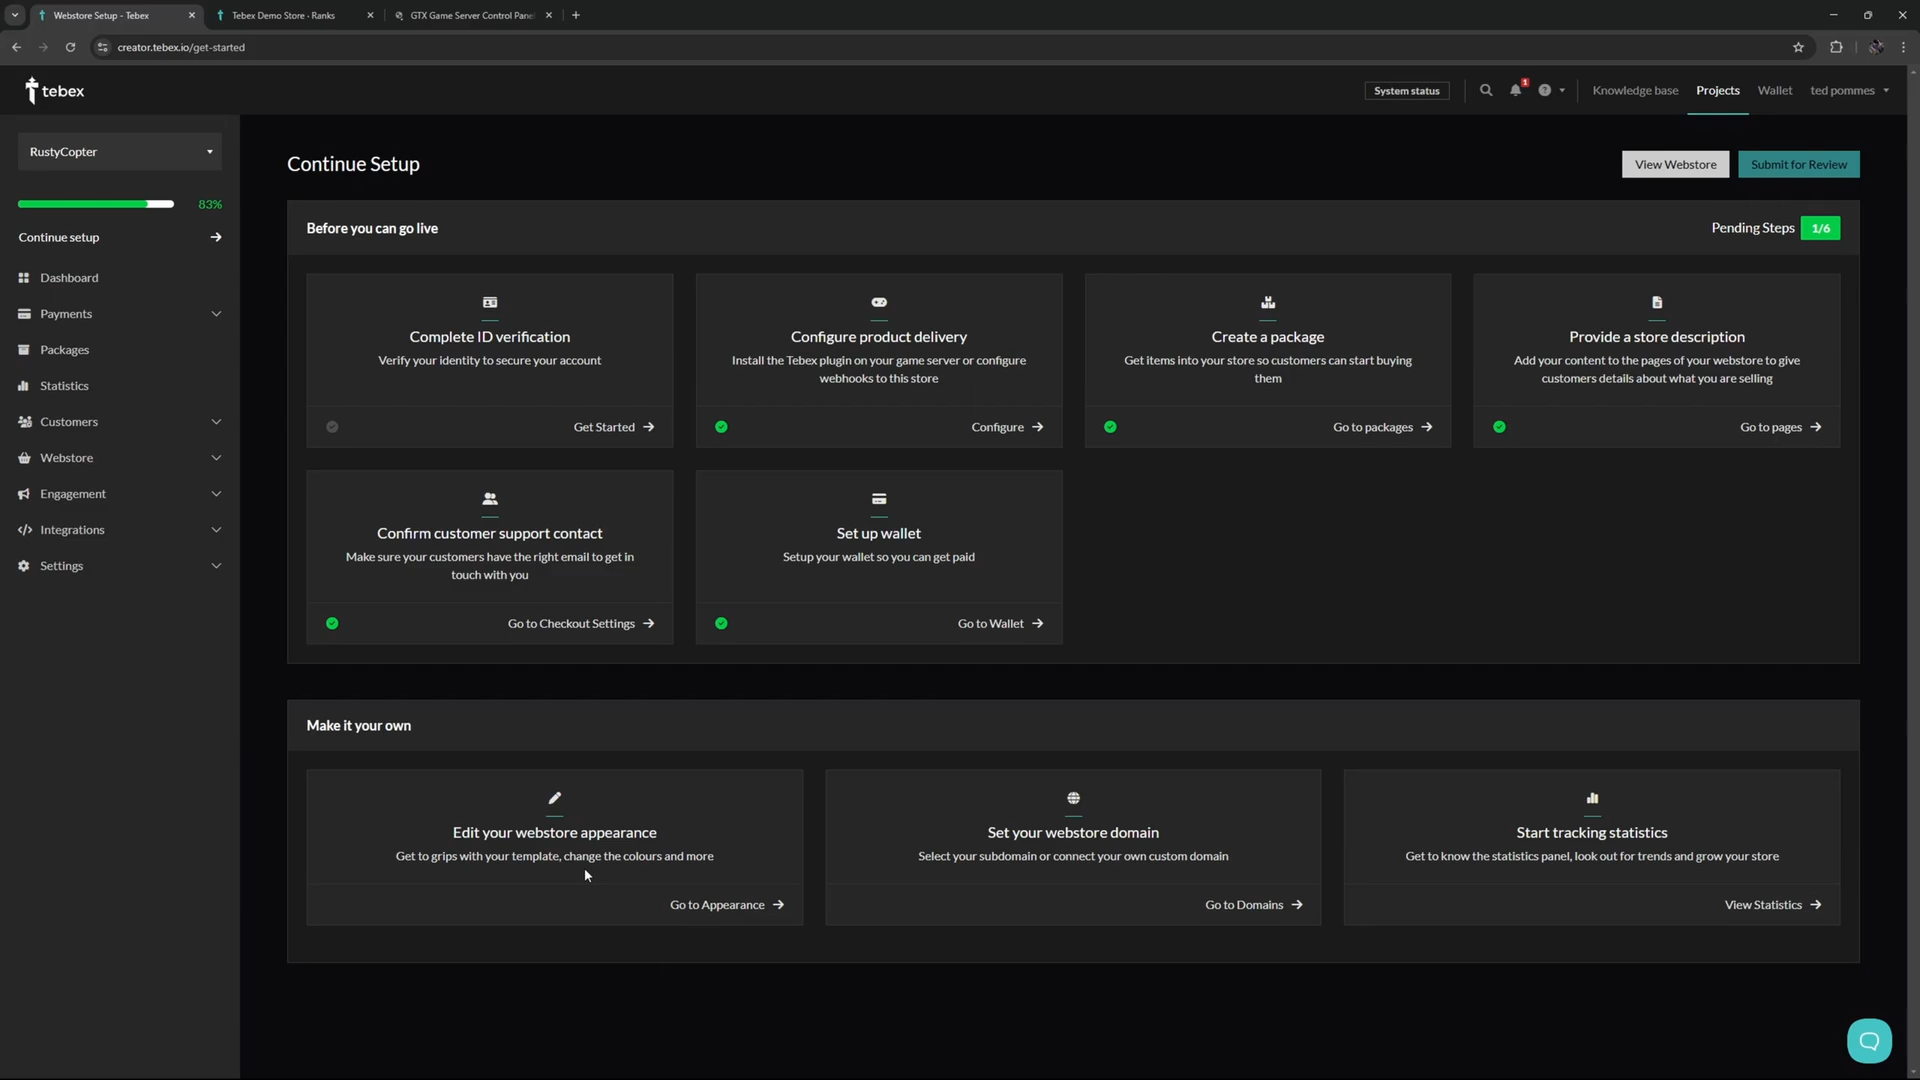 Webstore Setup - Tebex
Tebex Demo Store - Ranks
GTX Game Server Control Pane
creator.tebex.io/get-started
tebex
System status
1
Knowledge base
Projects
Wallet
ted pommes
RustyCopter
83%
Continue setup
Dashboard
Payments
Packages
Statistics
Customers
Webstore
Engagement
Integrations
Settings
Continue Setup
View Webstore
Submit for Review
Before you can go live
Pending Steps 1/6
Complete ID verification
Verify your identity to secure your account
Get Started
Configure product delivery
Install the Tebex plugin on your game server or configure
webhooks to this store
Configure
Create a package
Get items into your store so customers can start buying
them
Go to packages
Provide a store description
Add your content to the pages of your webstore to give
customers details about what you are selling
Go to pages
Confirm customer support contact
Make sure your customers have the right email to get in
touch with you
Go to Checkout Settings
Set up wallet
Setup your wallet so you can get paid
Go to Wallet
Make it your own
Edit your webstore appearance
Get to grips with your template, change the colours and more
Go to Appearance
Set your webstore domain
Select your subdomain or connect your own custom domain
Go to Domains
Start tracking statistics
Get to know the statistics panel, look out for trends and grow your store
View Statistics